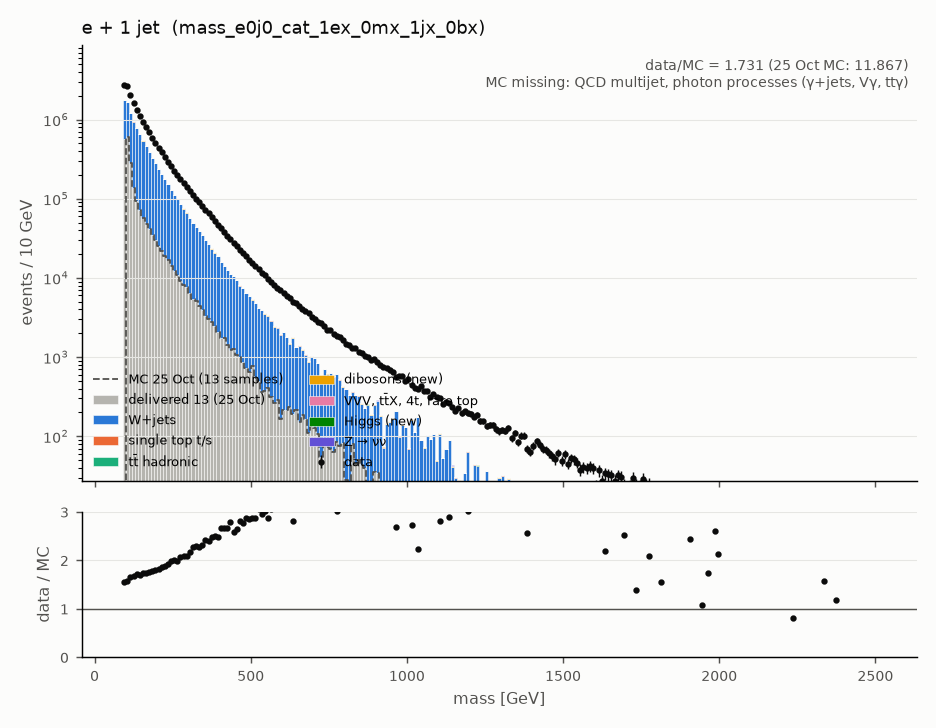 e + 1 jet  (mass_e0j0_cat_1ex_0mx_1jx_0bx)
data/MC = 1.731 (25 Oct MC: 11.867)
MC missing: QCD multijet, photon processes (γ+jets, Vγ, ttγ)
events / 10 GeV
10⁶
10⁵
10⁴
10³
10²
MC 25 Oct (13 samples)
delivered 13 (25 Oct)
W+jets
single top t/s
tt̄ hadronic
dibosons (new)
VVV, tt̄X, 4t, rare top
Higgs (new)
Z → νν
data
data / MC
3
2
1
0
0 500 1000 1500 2000 2500
mass [GeV]